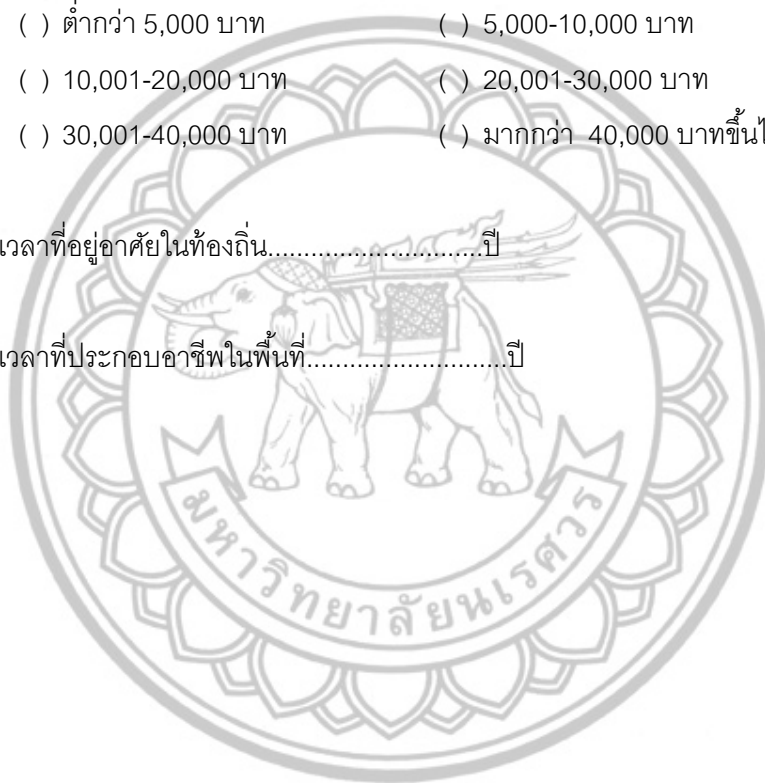 ( ) ต่ำกว่า 5,000 บาท ( ) 5,000-10,000 บาท
( ) 10,001-20,000 บาท ( ) 20,001-30,000 บาท
( ) 30,001-40,000 บาท ( ) มากกว่า 40,000 บาทขึ้นไ
เวลาที่อยู่อาศัยในท้องถิ่น..............................ปี
เวลาที่ประกอบอาชีพในพื้นที่............................ปี
มหาวิทยาลัยนเรศวร